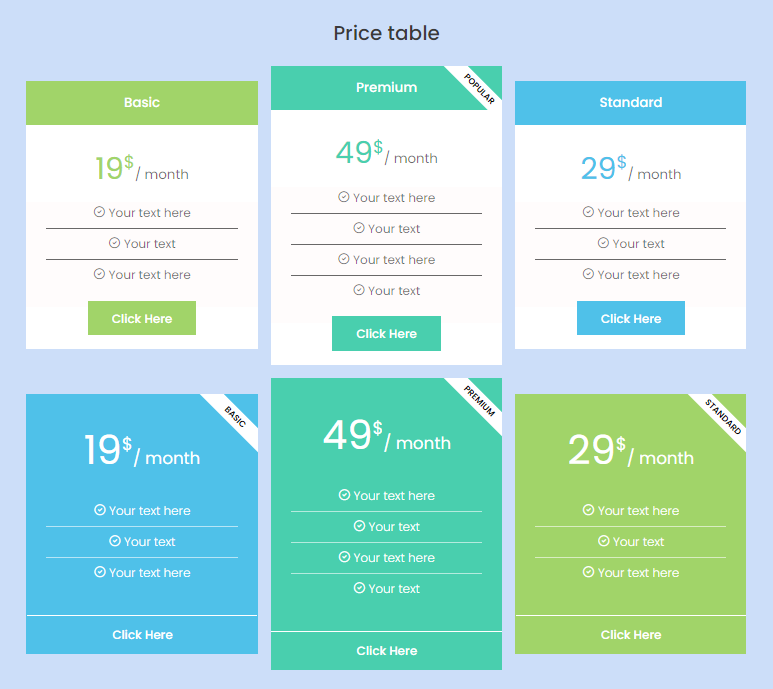 Price table
Basic
19$/ month
Your text here
Your text
Your text here
Click Here
Premium
POPULAR
49$/ month
Your text here
Your text
Your text here
Your text
Click Here
Standard
29$/ month
Your text here
Your text
Your text here
Click Here
BASIC
19$/ month
Your text here
Your text
Your text here
Click Here
PREMIUM
49$/ month
Your text here
Your text
Your text here
Your text
Click Here
STANDARD
29$/ month
Your text here
Your text
Your text here
Click Here